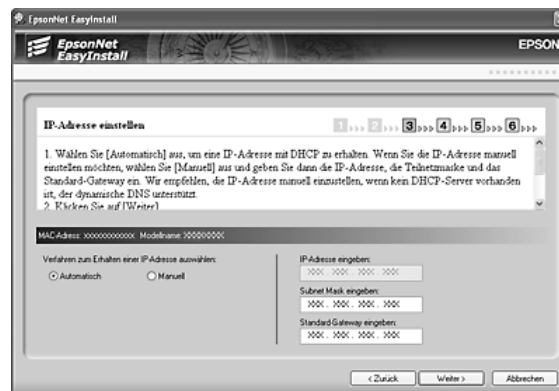 EpsonNet EasyInstall
EpsonNet
EasyInstall
EPSON
IP-Adresse einstellen
1 >>> 2 >>> 3 >>> 4 >>> 5 >>> 6 >>>
1. Wählen Sie [Automatisch] aus, um eine IP-Adresse mit DHCP zu erhalten. Wenn Sie die IP-Adresse manuell
einstellen möchten, wählen Sie [Manuell] aus und geben Sie dann die IP-Adresse, die Teilnetzmaske und das
Standard-Gateway ein. Wir empfehlen, die IP-Adresse manuell einzustellen, wenn kein DHCP-Server vorhanden
ist, der dynamische DNS unterstützt.
2. Klicken Sie auf [Weiter].
MAC-Adress: xxxxxxxxxxxx Modellname: XXXXXXXX
Verfahren zum Erhalten einer IP-Adresse auswählen:
Automatisch
Manuell
IP-Adresse eingeben:
XXX . XXX . XXX . XXX
Subnet Mask eingeben:
XXX . XXX . XXX . XXX
Standard-Gateway eingeben:
XXX . XXX . XXX . XXX
< Zurück
Weiter >
Abbrechen